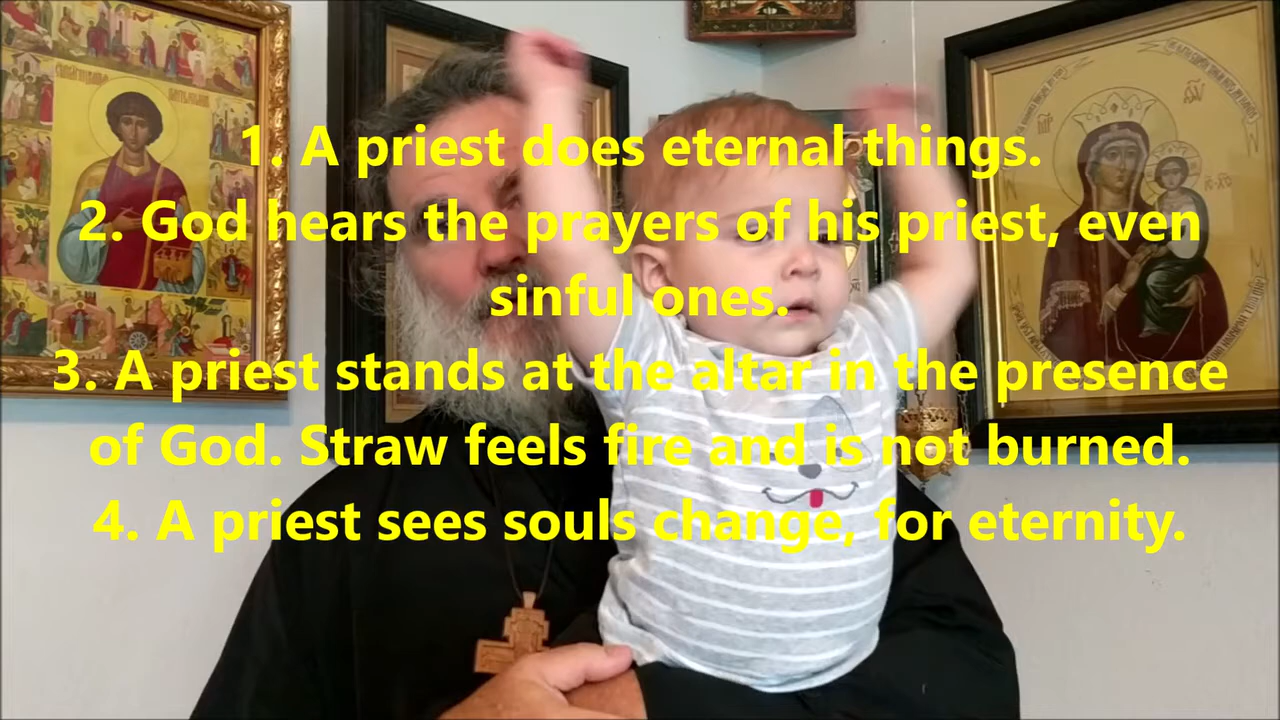 1. A priest does eternal things.
2. God hears the prayers of his priest, even
sinful ones.
3. A priest stands at the altar in the presence
of God. Straw feels fire and is not burned.
4. A priest sees souls change, for eternity.